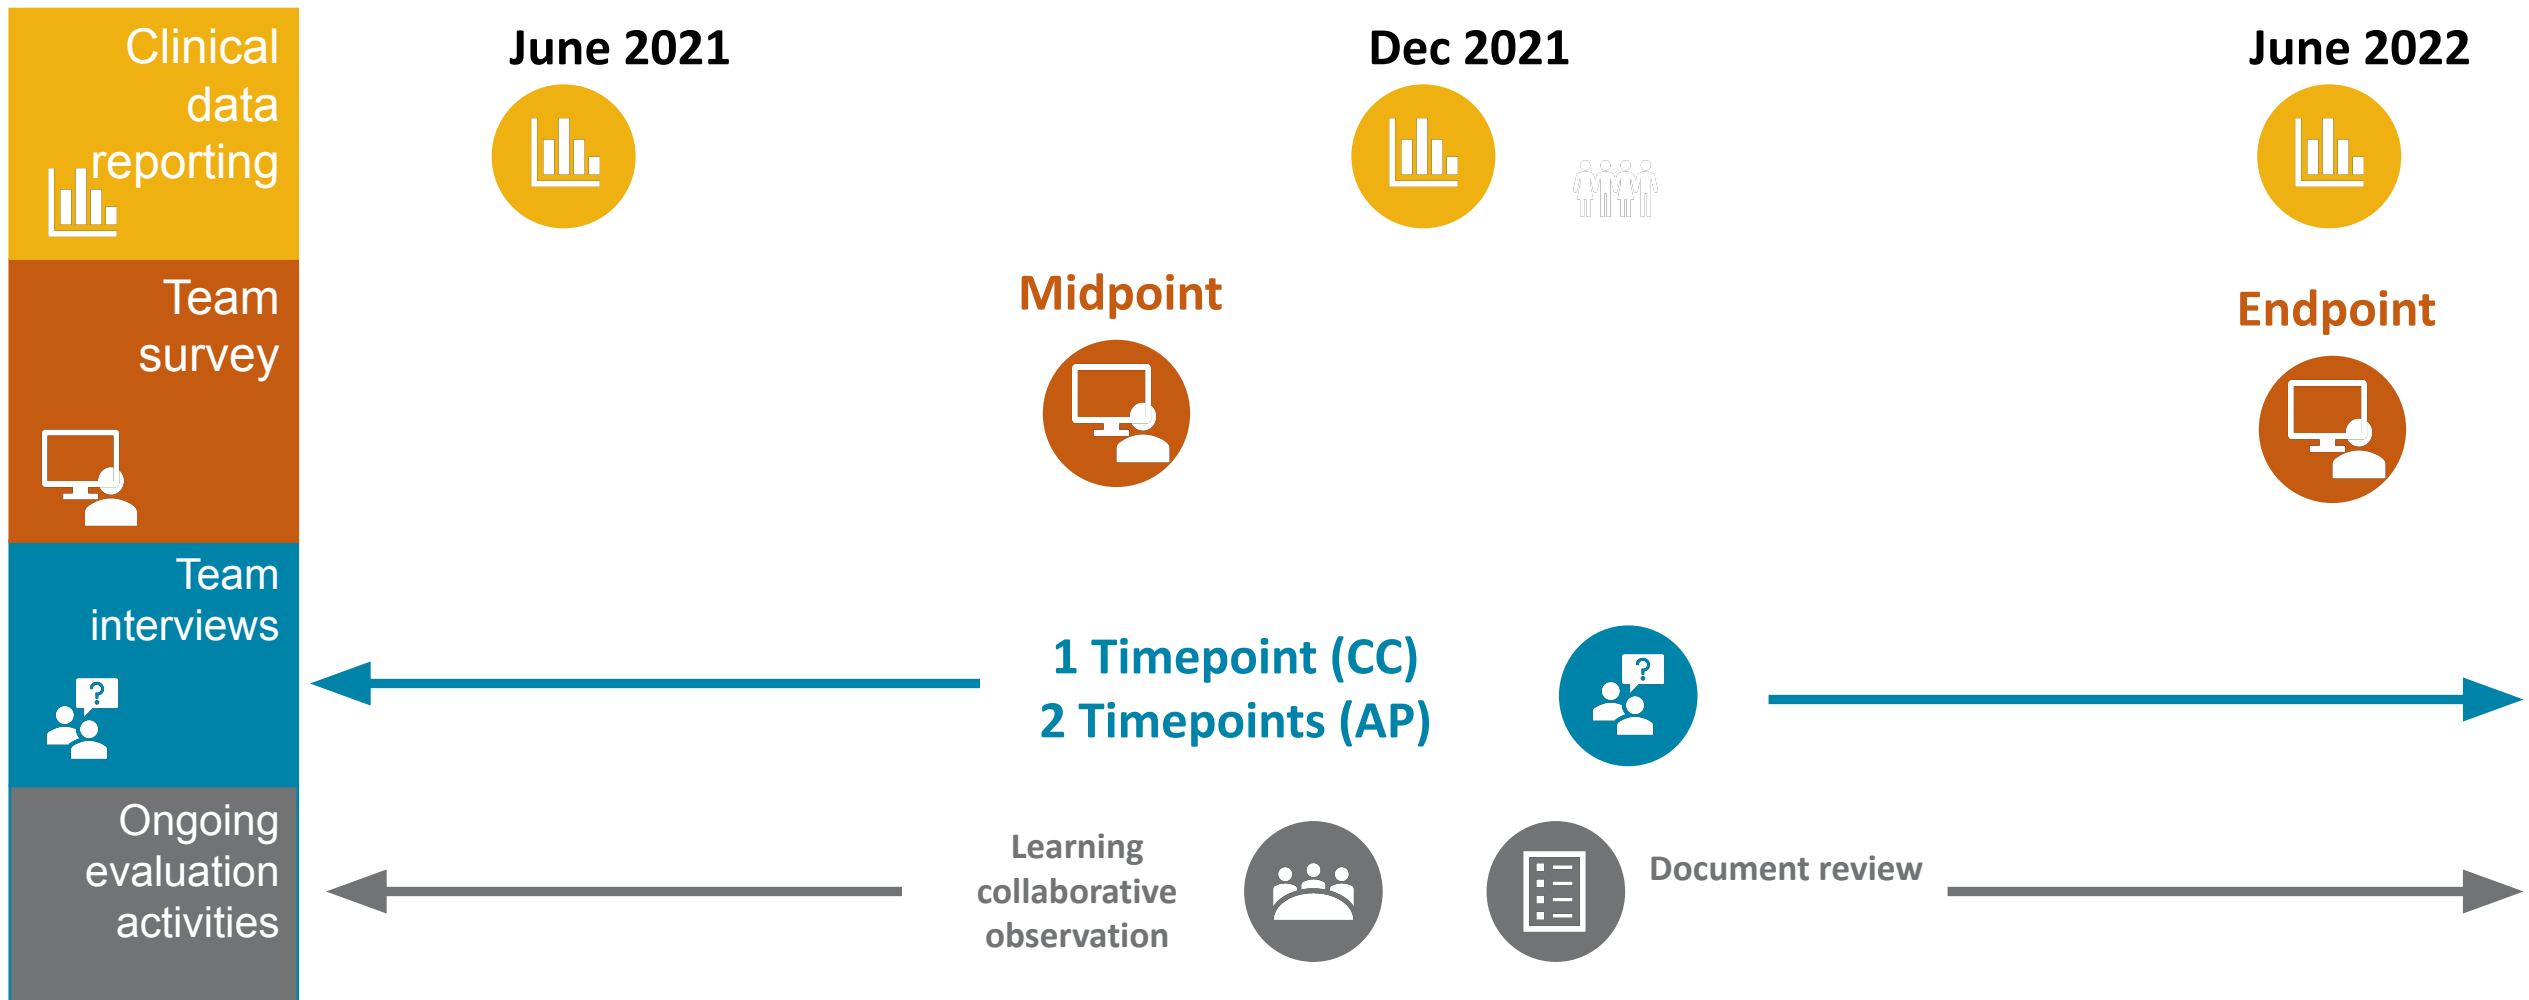 Clinical
data
reporting
June 2021
Dec 2021
June 2022
Team
survey
Midpoint
Endpoint
Team
interviews
?
1 Timepoint (CC)
2 Timepoints (AP)
?
Ongoing
evaluation
activities
Learning
collaborative
observation
Document review